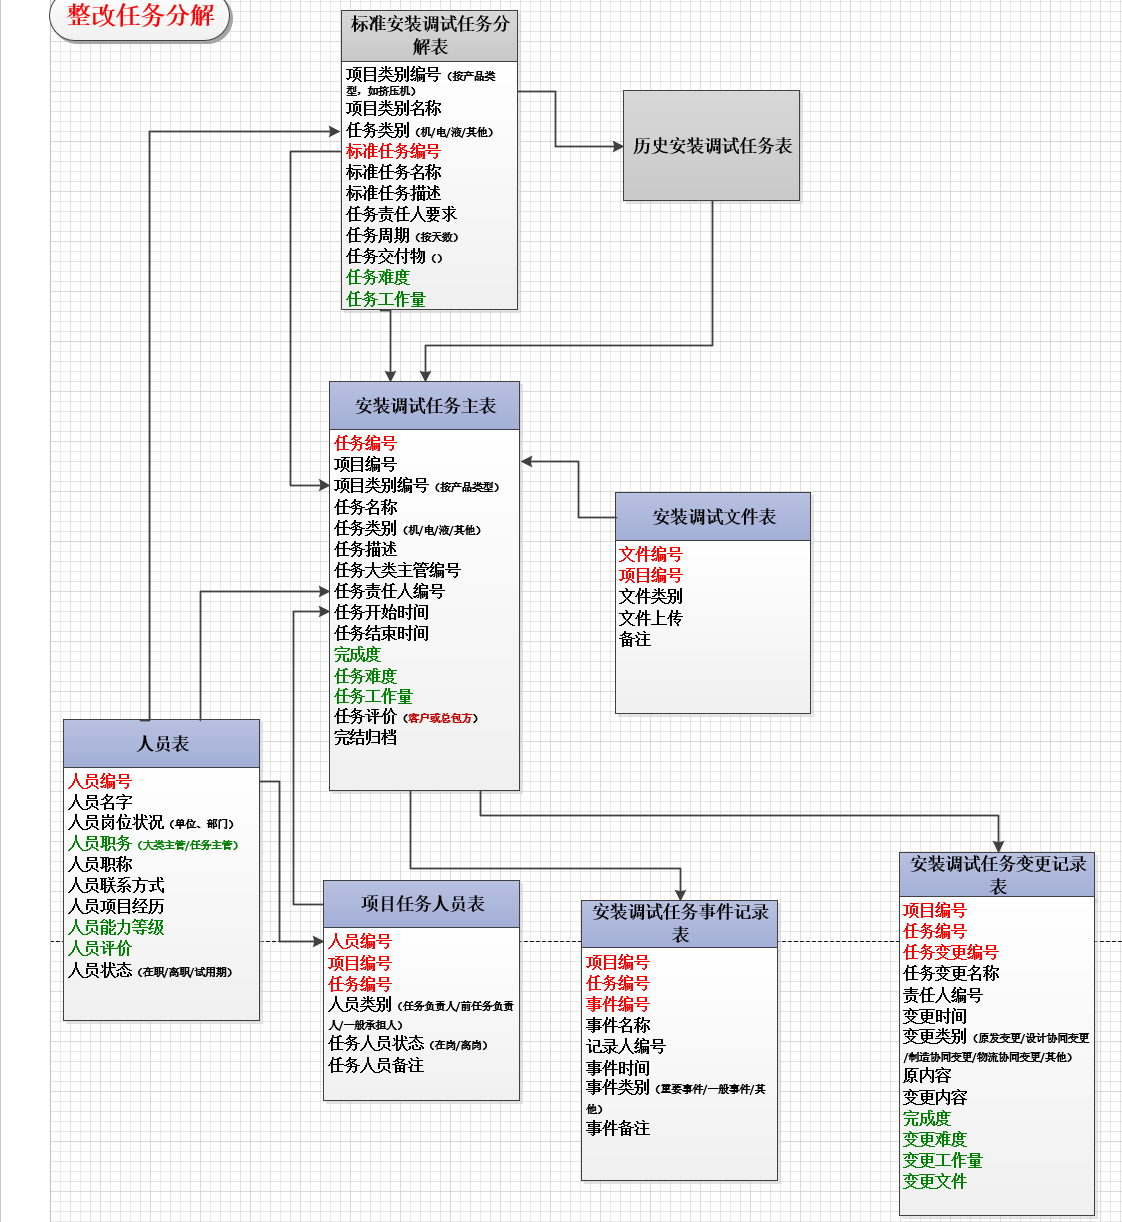 整改任务分解
标准安装调试任务分
解表
项目类别编号（按产品类
型，如挤压机）
项目类别名称
任务类别（机/电/液/其他）
标准任务编号
标准任务名称
标准任务描述
任务责任人要求
任务周期（按天数）
任务交付物（）
任务难度
任务工作量
历史安装调试任务表
安装调试任务主表
任务编号
项目编号
项目类别编号（按产品类型）
任务名称
任务类别（机/电/液/其他）
任务描述
任务大类主管编号
任务责任人编号
任务开始时间
任务结束时间
完成度
任务难度
任务工作量
任务评价（客户或总包方）
完结归档
安装调试文件表
文件编号
项目编号
文件类别
文件上传
备注
人员表
人员编号
人员名字
人员岗位状况（单位、部门）
人员职务（大类主管/任务主管）
人员职称
人员联系方式
人员项目经历
人员能力等级
人员评价
人员状态（在职/离职/试用期）
项目任务人员表
人员编号
项目编号
任务编号
人员类别（任务负责人/前任务负责
人/一般承担人）
任务人员状态（在岗/离岗）
任务人员备注
安装调试任务事件记录
表
项目编号
任务编号
事件编号
事件名称
记录人编号
事件时间
事件类别（重要事件/一般事件/其
他）
事件备注
安装调试任务变更记录
表
项目编号
任务编号
任务变更编号
任务变更名称
责任人编号
变更时间
变更类别（原发变更/设计协同变更
/制造协同变更/物流协同变更/其他）
原内容
变更内容
完成度
变更难度
变更工作量
变更文件